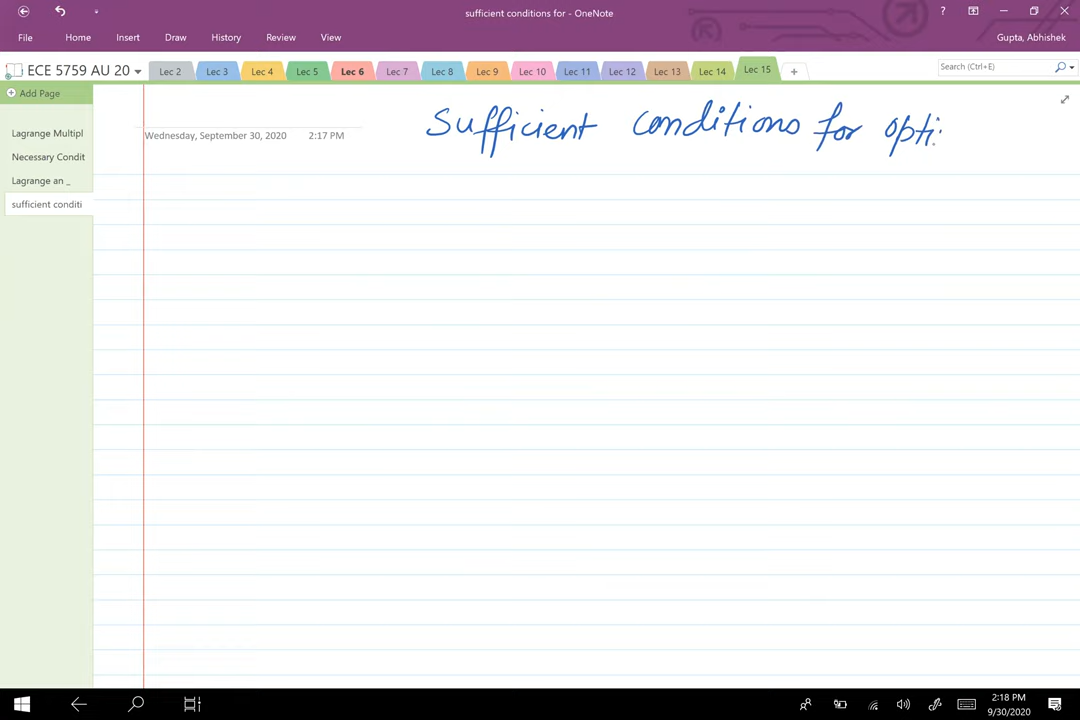 sufficient conditions for - OneNote
File Home Insert Draw History Review View
Gupta, Abhishek
ECE 5759 AU 20
Lec 2 Lec 3 Lec 4 Lec 5 Lec 6 Lec 7 Lec 8 Lec 9 Lec 10 Lec 11 Lec 12 Lec 13 Lec 14 Lec 15
Search (Ctrl+E)
Add Page
Lagrange Multipl
Necessary Condit
Lagrange an _
sufficient conditi
Wednesday, September 30, 2020 2:17 PM
Sufficient conditions for opti
2:18 PM
9/30/2020